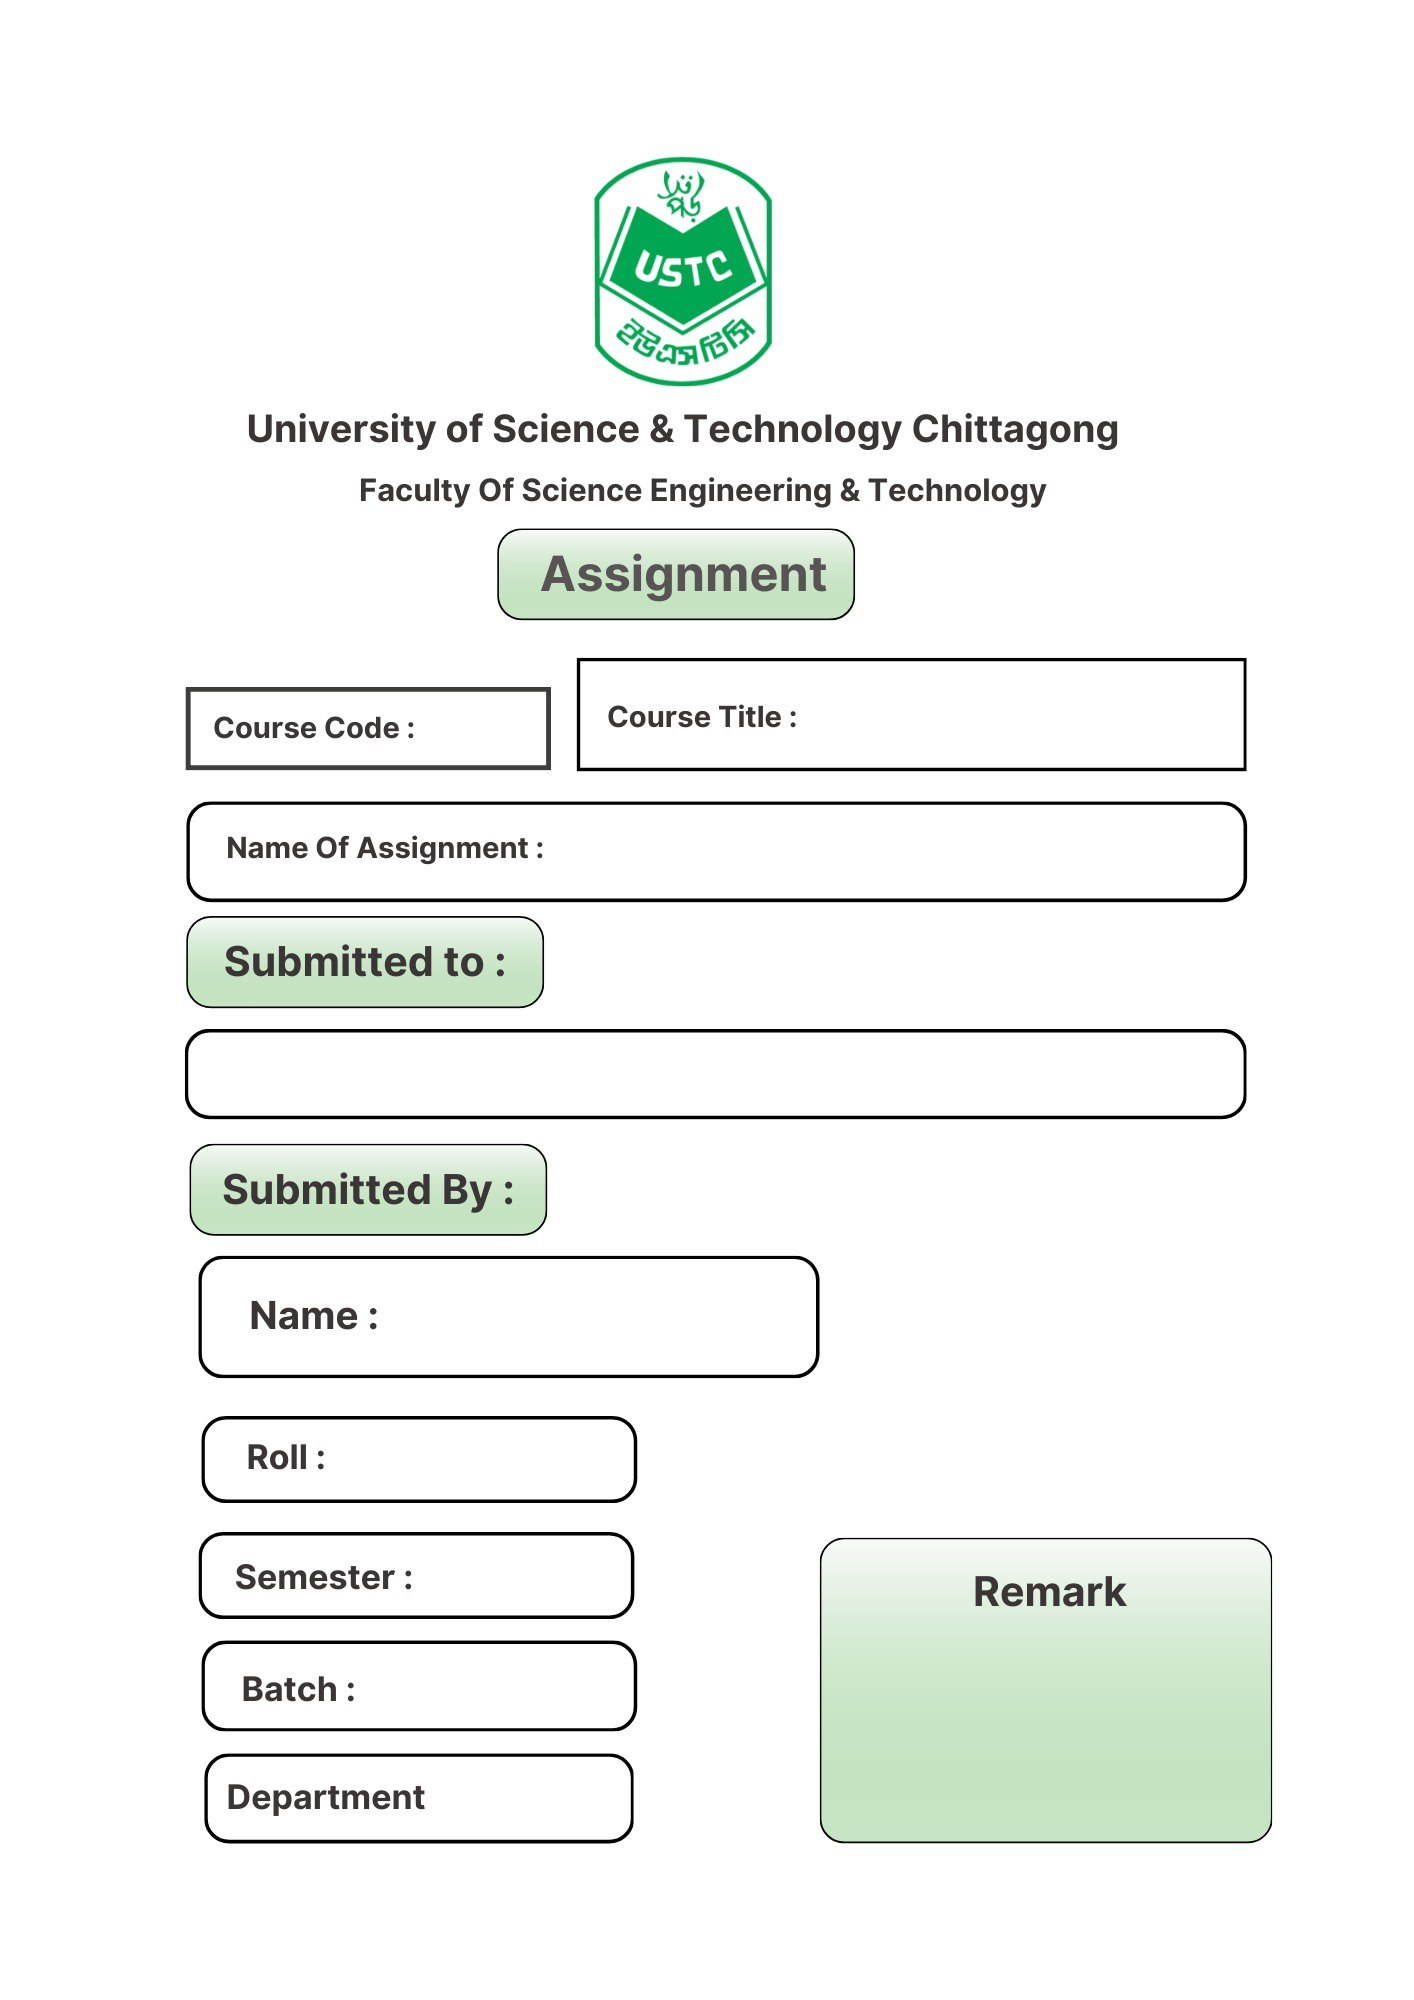 USTC
ইউএসটিসি
University of Science & Technology Chittagong
Faculty Of Science Engineering & Technology
Assignment
Course Code :
Course Title :
Name Of Assignment :
Submitted to :
Submitted By :
Name :
Roll :
Semester :
Remark
Batch :
Department